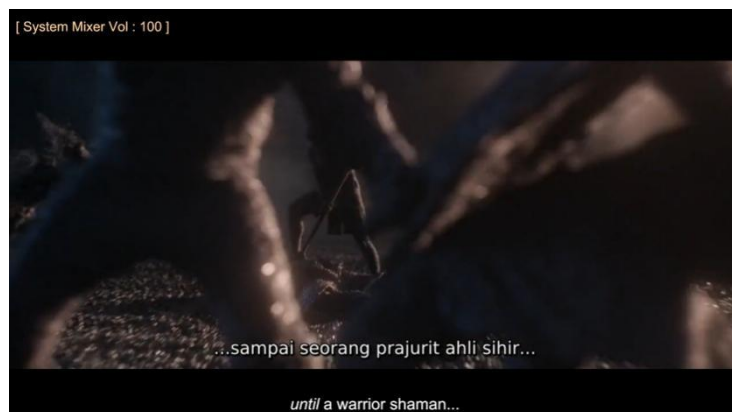 [ System Mixer Vol : 100 ]
...sampai seorang prajurit ahli sihir...
until a warrior shaman...